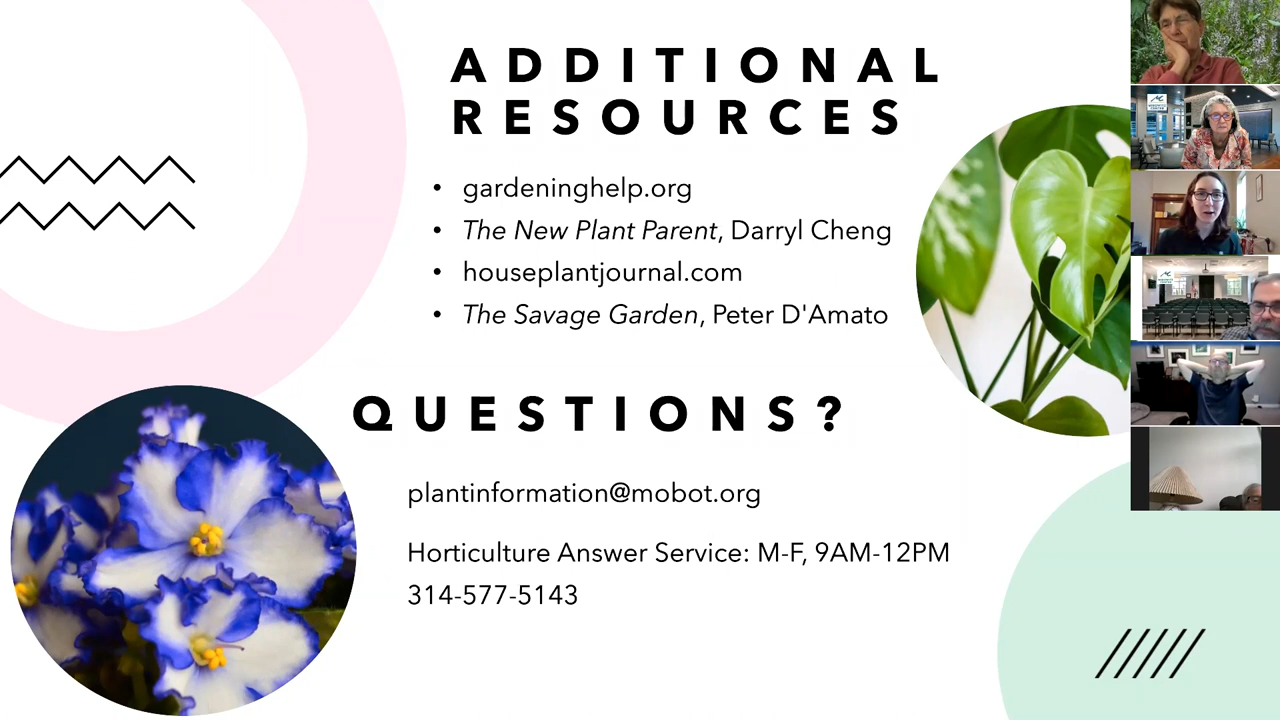 ADDITIONAL
RESOURCES
• gardeninghelp.org
• The New Plant Parent, Darryl Cheng
• houseplantjournal.com
• The Savage Garden, Peter D'Amato
QUESTIONS?
plantinformation@mobot.org
Horticulture Answer Service: M-F, 9AM-12PM
314-577-5143